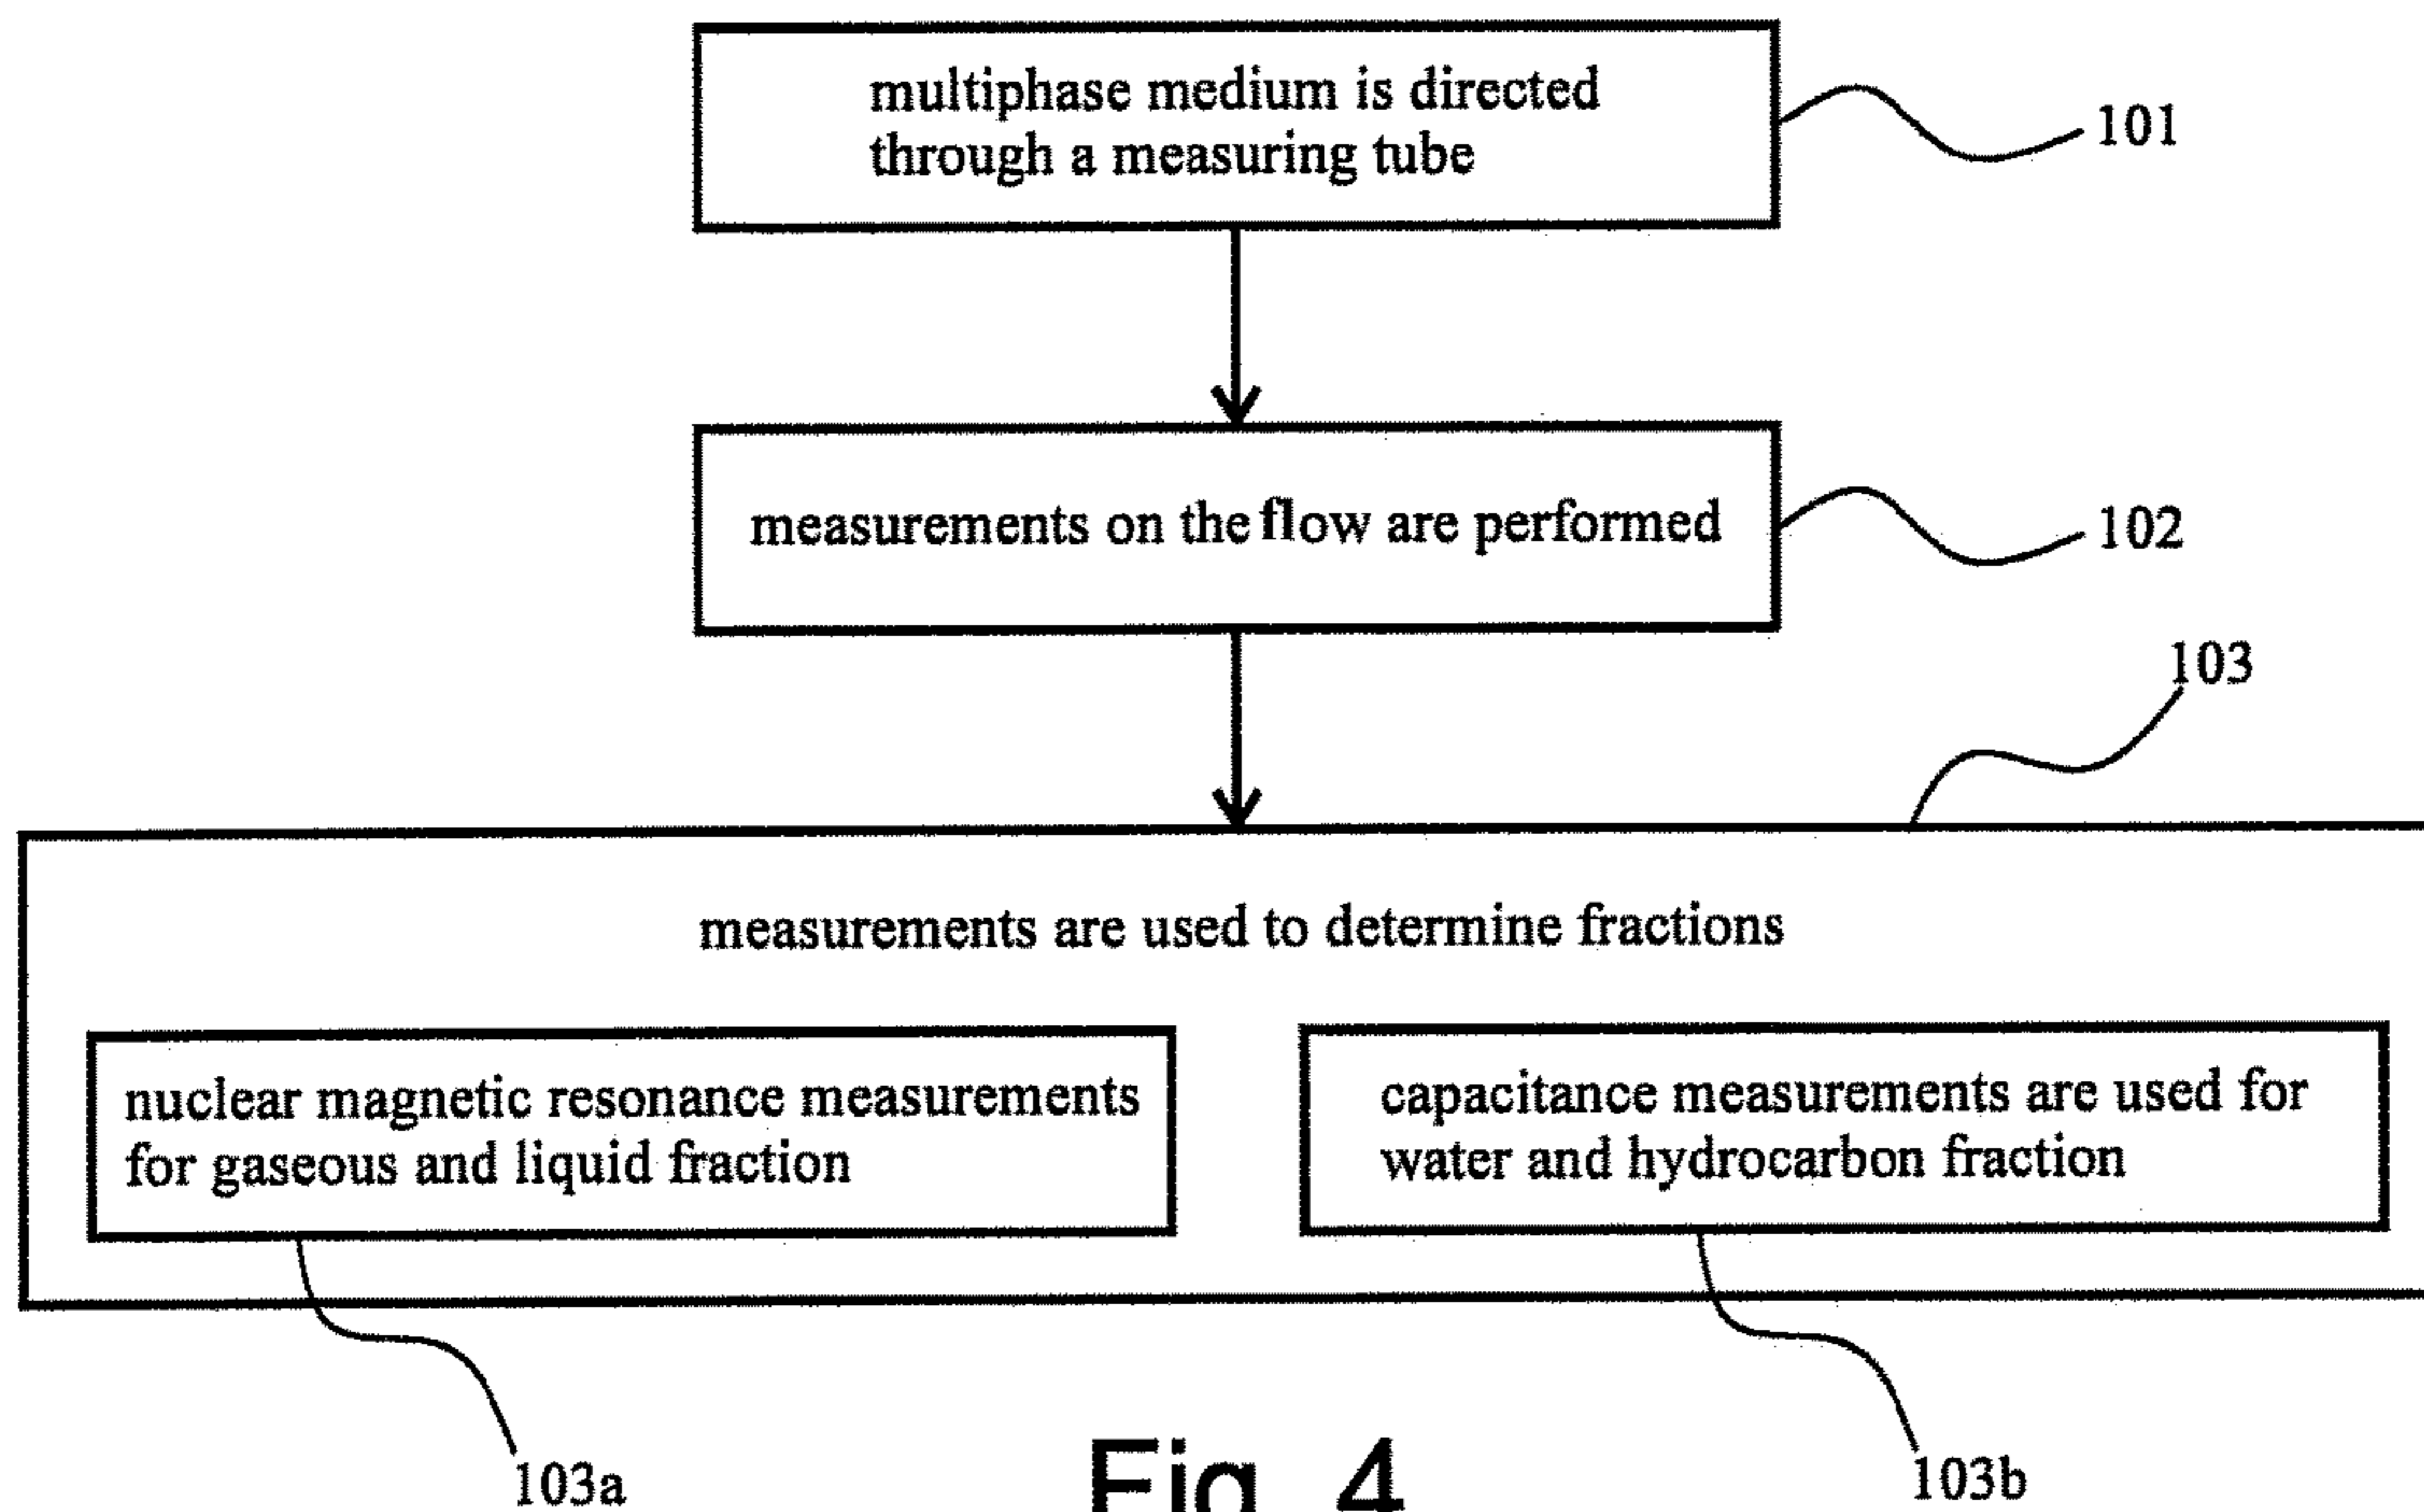 multiphase medium is directed
through a measuring tube
101
measurements on the flow are performed
102
103
measurements are used to determine fractions
nuclear magnetic resonance measurements
for gaseous and liquid fraction
capacitance measurements are used for
water and hydrocarbon fraction
103a
103b
Fig. 4